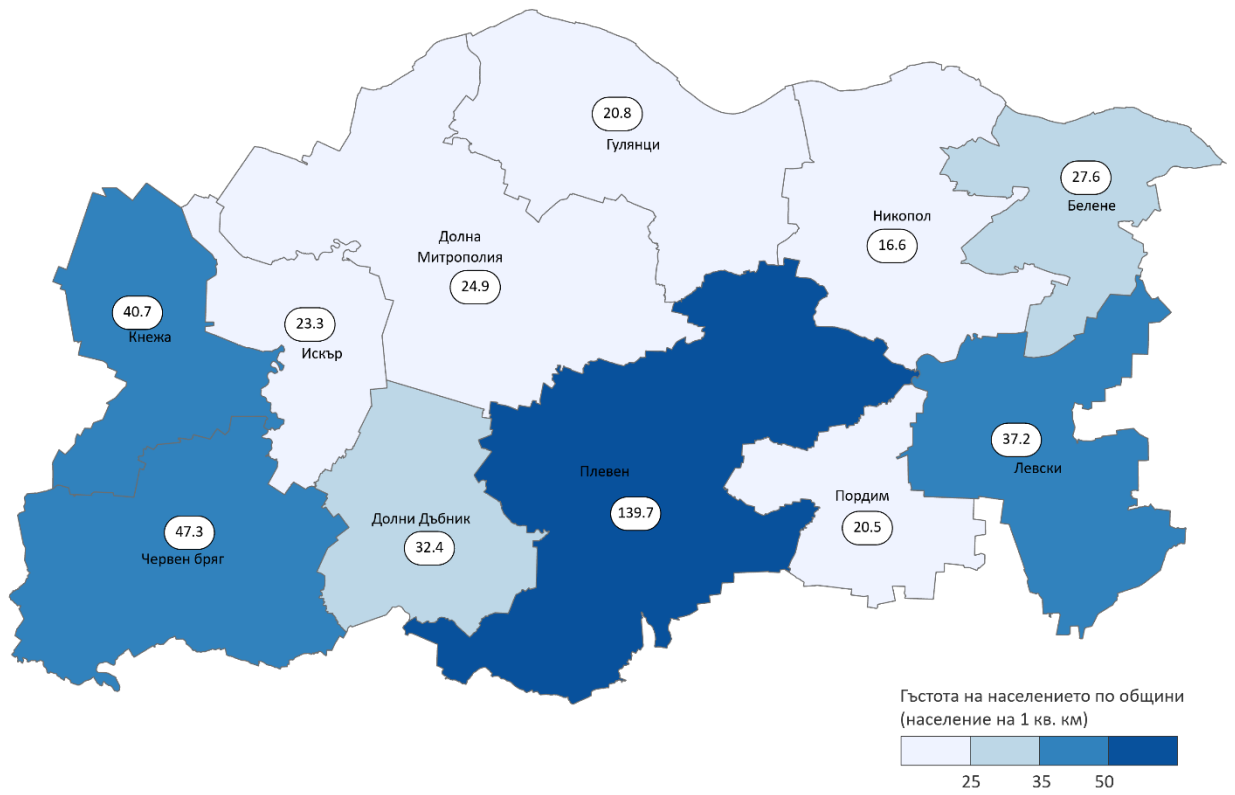 20.8
Гулянци
27.6
Белене
Никопол
16.6
Долна
Митрополия
24.9
40.7
Кнежа
23.3
Искър
37.2
Левски
Плевен
139.7
Пордим
20.5
Долни Дъбник
32.4
47.3
Червен бряг
Гъстота на населението по общини
(население на 1 кв. км)
25 35 50